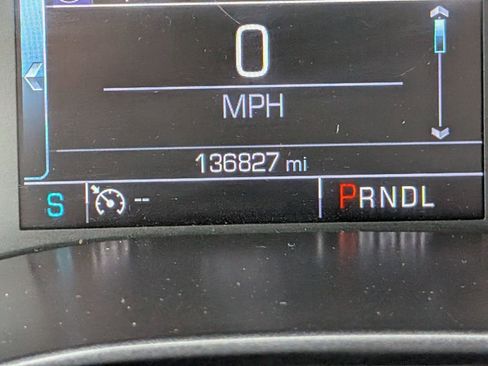 0
MPH
136827 mi
S -- PRNDL